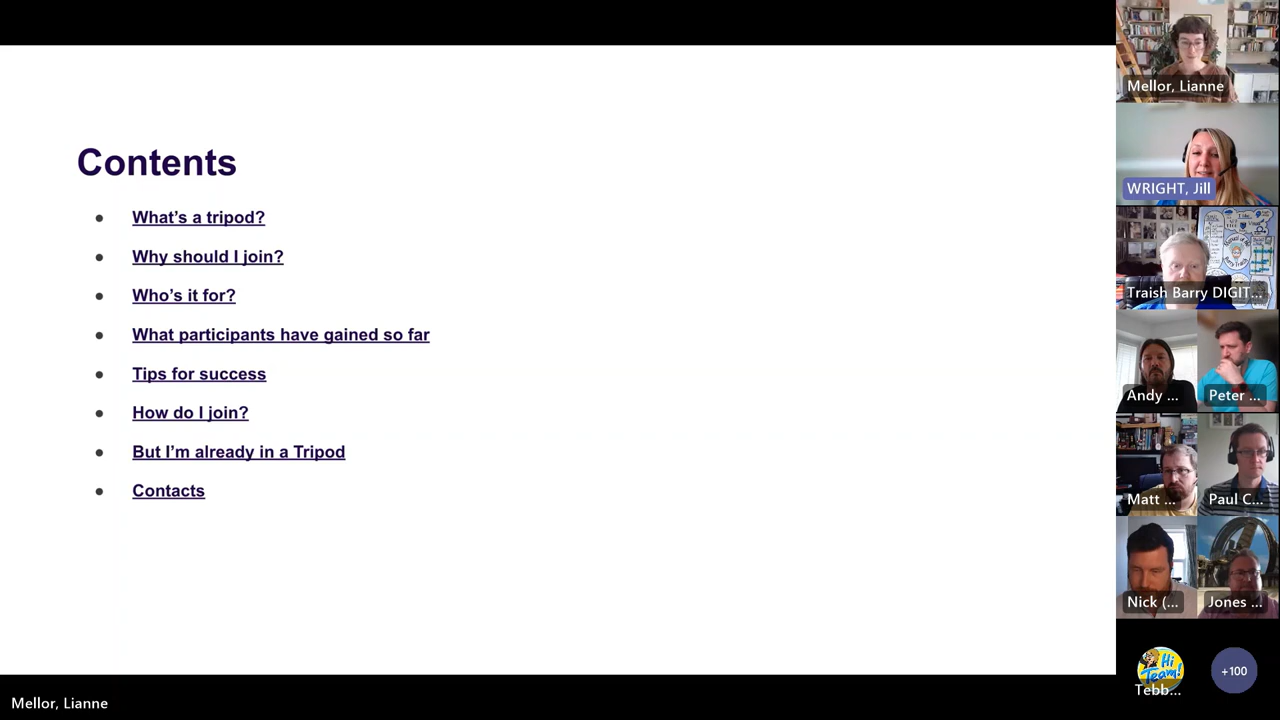 Contents
What's a tripod?
Why should I join?
Who's it for?
What participants have gained so far
Tips for success
How do I join?
But I'm already in a Tripod
Contacts
Mellor, Lianne
Mellor, Lianne
WRIGHT, Jill
Traish Barry DIGIT...
Andy ...
Peter ...
Matt ...
Paul C...
Nick (...
Jones ...
Hi
Team!
Tebb...
+100